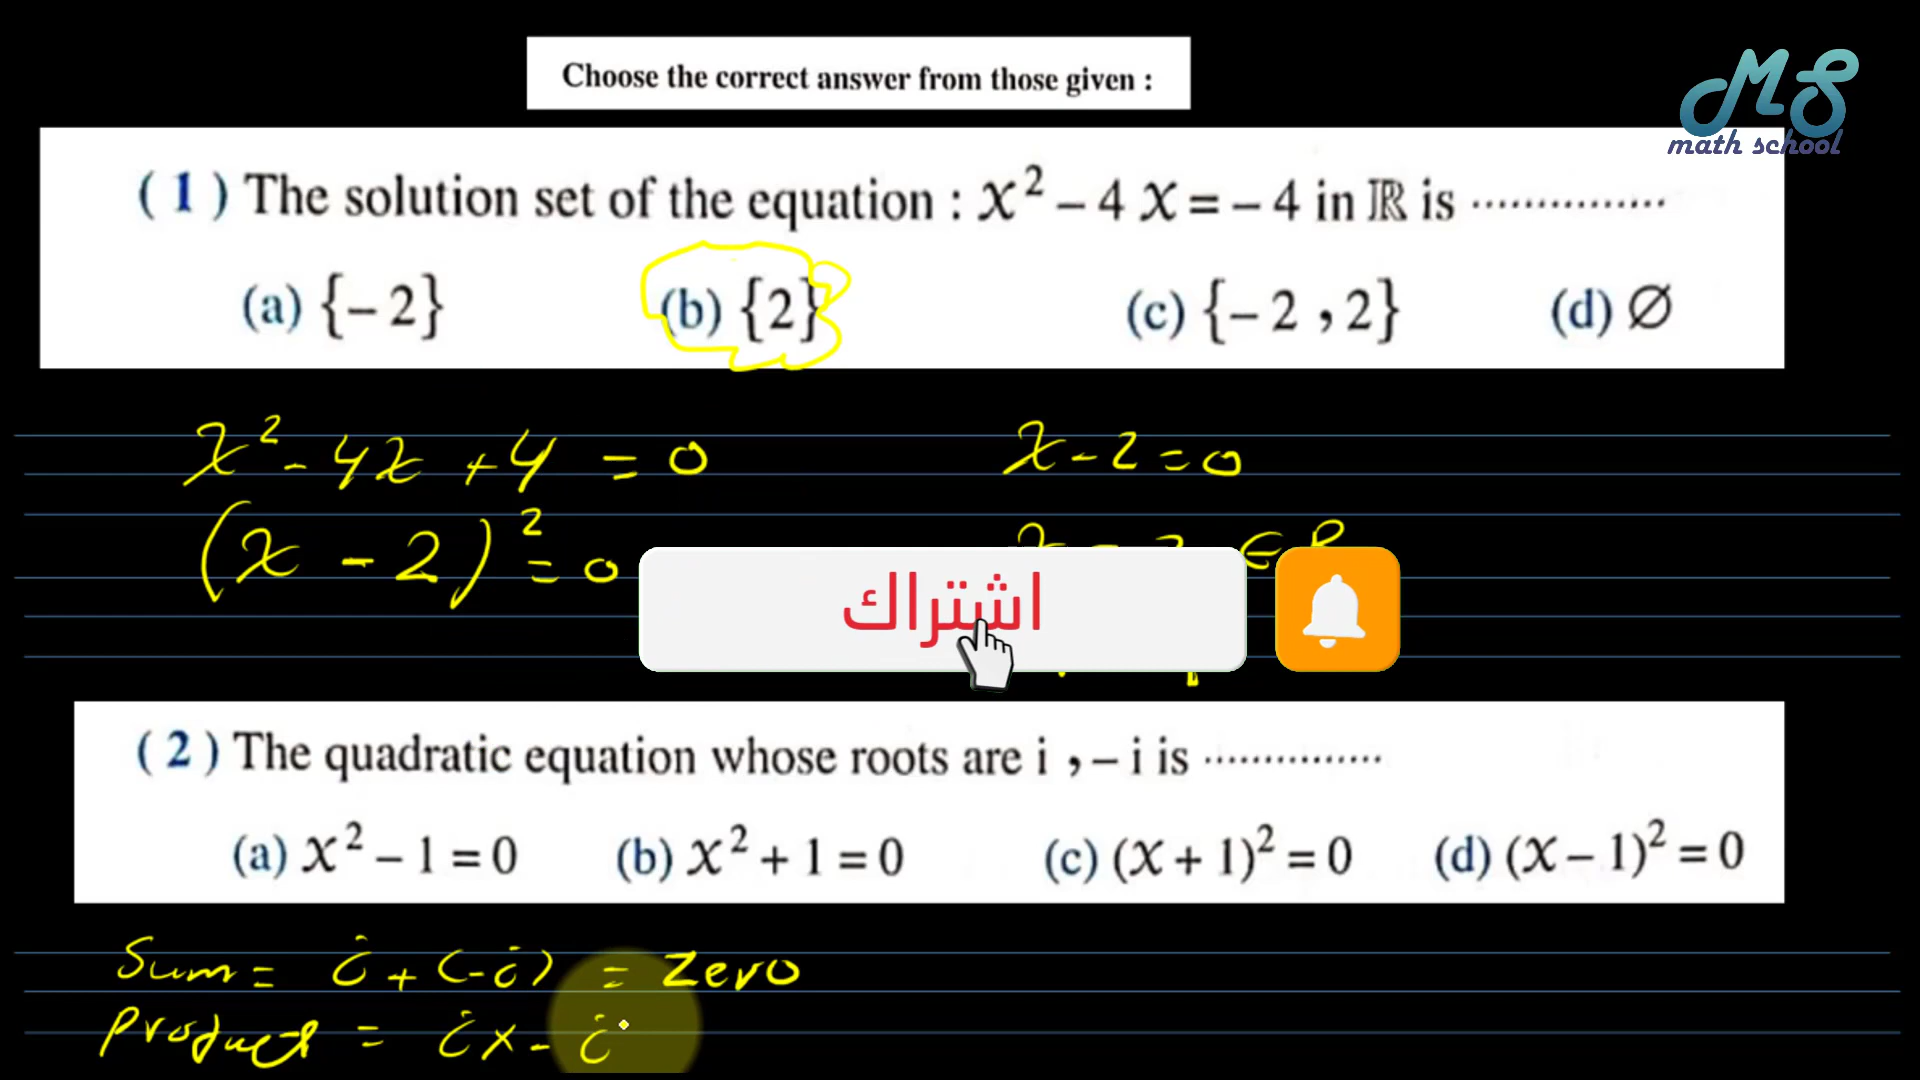 Choose the correct answer from those given :
MS
math school
( 1 ) The solution set of the equation : x² – 4 x = – 4 in ℝ is ...............
(a) {– 2} (b) {2} (c) {– 2 , 2} (d) ∅
x² - 4x + 4 = 0 x - 2 = 0
(x - 2)² = 0
اشتراك
( 2 ) The quadratic equation whose roots are i , – i is ...............
(a) x² – 1 = 0 (b) x² + 1 = 0 (c) (x + 1)² = 0 (d) (x – 1)² = 0
Sum = i + (-i) = Zero
Product = i x - i